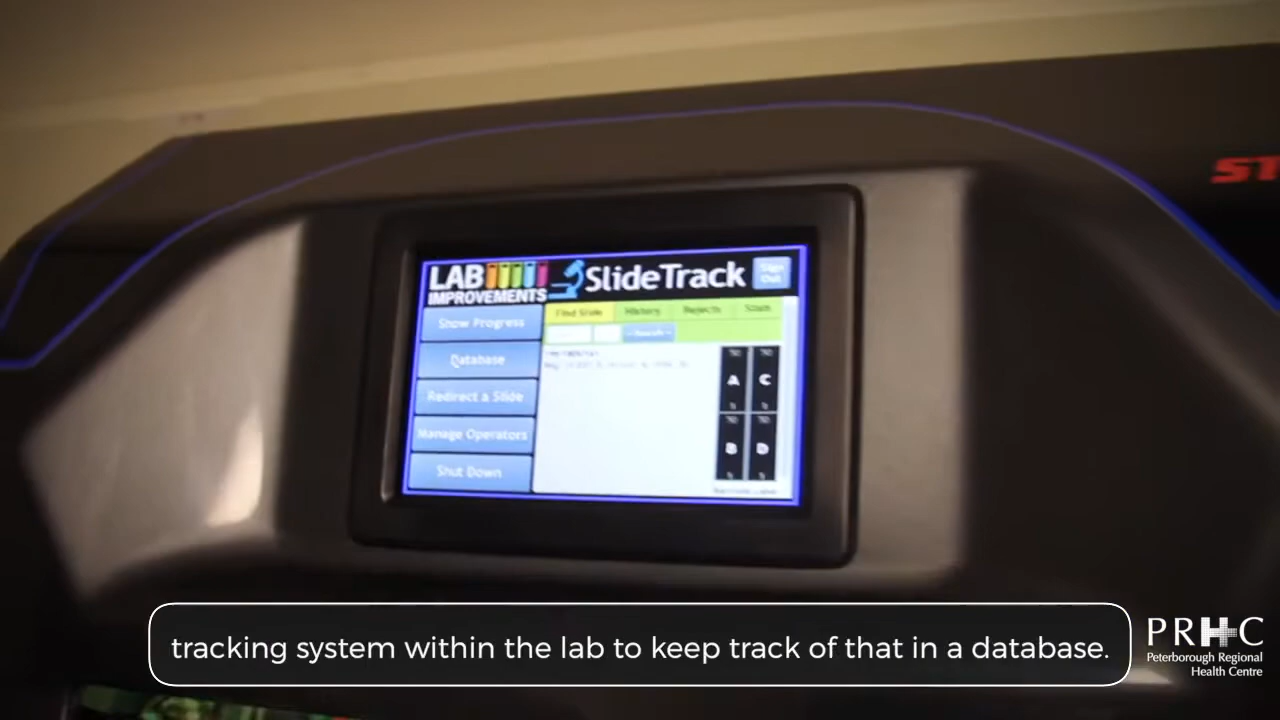 ST
LAB
IMPROVEMENTS
SlideTrack
Sign
Out
Show Progress
Find Slide
History
Rejects
Stats
Search
Database
Redirect a Slide
Manage Operators
Shut Down
A
C
B
D
tracking system within the lab to keep track of that in a database.
PRHC
Peterborough Regional
Health Centre